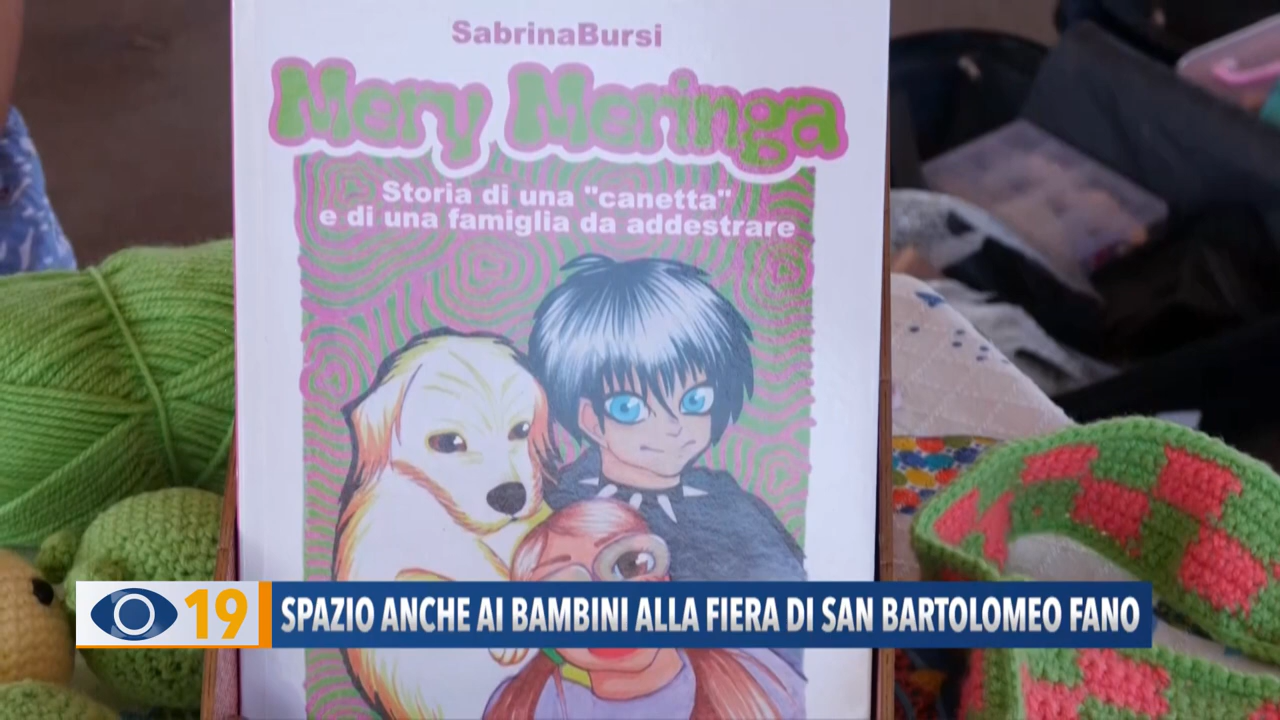 SabrinaBursi
Mery Meringa
Storia di una "canetta"
e di una famiglia da addestrare
19 SPAZIO ANCHE AI BAMBINI ALLA FIERA DI SAN BARTOLOMEO FANO